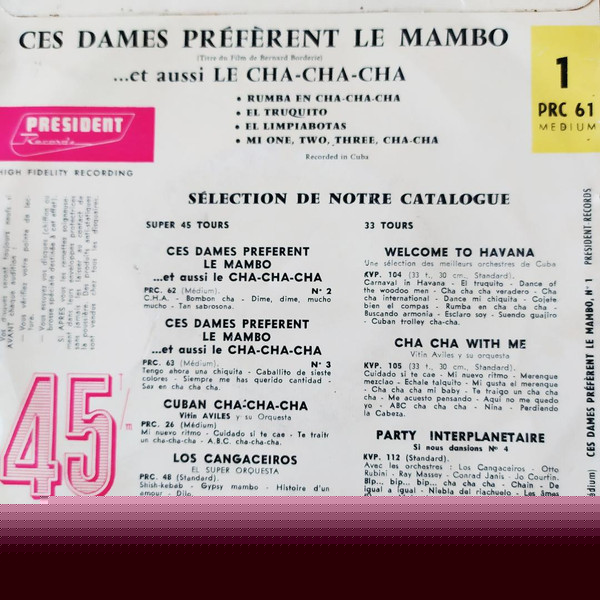 CES DAMES PRÉFÈRENT LE MAMBO
(Titre du Film de Bernard Borderie)
...et aussi LE CHA-CHA-CHA
• RUMBA EN CHA-CHA-CHA
• EL TRUQUITO
• EL LIMPIABOTAS
• MI ONE, TWO, THREE, CHA-CHA
Recorded in Cuba
1
PRC 61
MEDIUM
PRESIDENT
Records
HIGH FIDELITY RECORDING
SÉLECTION DE NOTRE CATALOGUE
SUPER 45 TOURS
CES DAMES PREFERENT
LE MAMBO
...et aussi le CHA-CHA-CHA
PRC. 62 (Médium). N° 2
C.H.A. - Bombon cha - Dime, dime, mucho
mucho - Tan sabrosona.
CES DAMES PREFERENT
LE MAMBO
...et aussi le CHA-CHA-CHA
PRC. 63 (Médium). N° 3
Tengo ahora una chiquita - Caballito de siete
colores - Siempre me has querido cantidad -
Sax en cha cha cha.
CUBAN CHA-CHA-CHA
Vitin AVILES y su Orquesta
PRC. 26 (Médium)
Mi nuevo ritmo - Cuidado si te cae - Te traitr
un cha-cha-cha - A.B.C. cha-cha-cha.
LOS CANGACEIROS
EL SUPER ORQUESTA
PRC. 48 (Standard).
Shish-kebab - Gypsy mambo - Histoire d'un
amour - Dilo.
33 TOURS
WELCOME TO HAVANA
Une sélection des meilleurs orchestres de Cuba
KVP. 104 (33 t., 30 cm., Standard).
Carnaval in Havana - El truquito - Dance of
the wooden men - Cha cha cha veradero - Cha
cha international - Dance mi chiquita - Cojete
bien el compas - Rumba en cha cha cha -
Buscando armonia - Esclaro soy - Suendo guajiro
- Cuban trolley cha-cha.
CHA CHA WITH ME
Vitin Aviles y su orquesta
KVP. 105 (33 t., 30 cm., Standard).
Cuidado si te cae - Mi nuevo ritmo - Merengue
mezclao - Echale talquito - Mi gusta el merengue
- Cha cha cha mi baby - Te traigo un cha cha
cha - Me acuesto pensando - Aqui no me quedo
yo - ABC cha cha cha - Nina - Perdiendo
la Cabeza.
PARTY INTERPLANETAIRE
Si nous dansions N° 4
KVP. 112 (Standard).
Avec les orchestres : Los Cangaceiros - Otto
Rubini - Ray Massey - Conrad Janis - Jo Courtin.
Bip... bip... bip... cha cha cha - Chain - De
igual a igual - Niebla del riachuelo - Les âmes
45 t/m
PRESIDENT RECORDS
CES DAMES PRÉFÈRENT LE MAMBO, N° 1